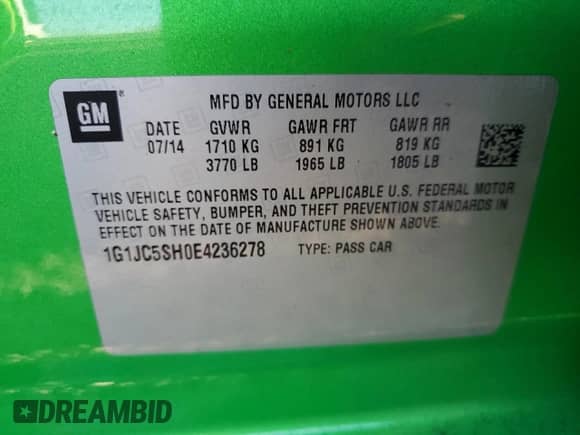 GM ®
MFD BY GENERAL MOTORS LLC
DATE GVWR GAWR FRT GAWR RR
07/14 1710 KG 891 KG 819 KG
3770 LB 1965 LB 1805 LB
THIS VEHICLE CONFORMS TO ALL APPLICABLE U.S. FEDERAL MOTOR
VEHICLE SAFETY, BUMPER, AND THEFT PREVENTION STANDARDS IN
EFFECT ON THE DATE OF MANUFACTURE SHOWN ABOVE.
1G1JC5SH0E4236278 TYPE: PASS CAR
DREAMBID